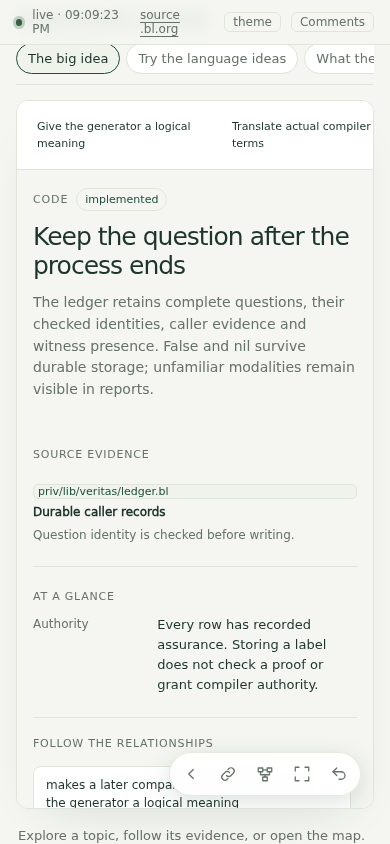 live · 09:09:23
PM
source
.bl.org
theme
Comments
The big idea
Try the language ideas
What the
Give the generator a logical
meaning
Translate actual compiler
terms
CODE
implemented
Keep the question after the
process ends
The ledger retains complete questions, their
checked identities, caller evidence and
witness presence. False and nil survive
durable storage; unfamiliar modalities remain
visible in reports.
SOURCE EVIDENCE
priv/lib/veritas/ledger.bl
Durable caller records
Question identity is checked before writing.
AT A GLANCE
Authority
Every row has recorded
assurance. Storing a label
does not check a proof or
grant compiler authority.
FOLLOW THE RELATIONSHIPS
makes a later
the generator a logical meaning
Explore a topic, follow its evidence, or open the map.